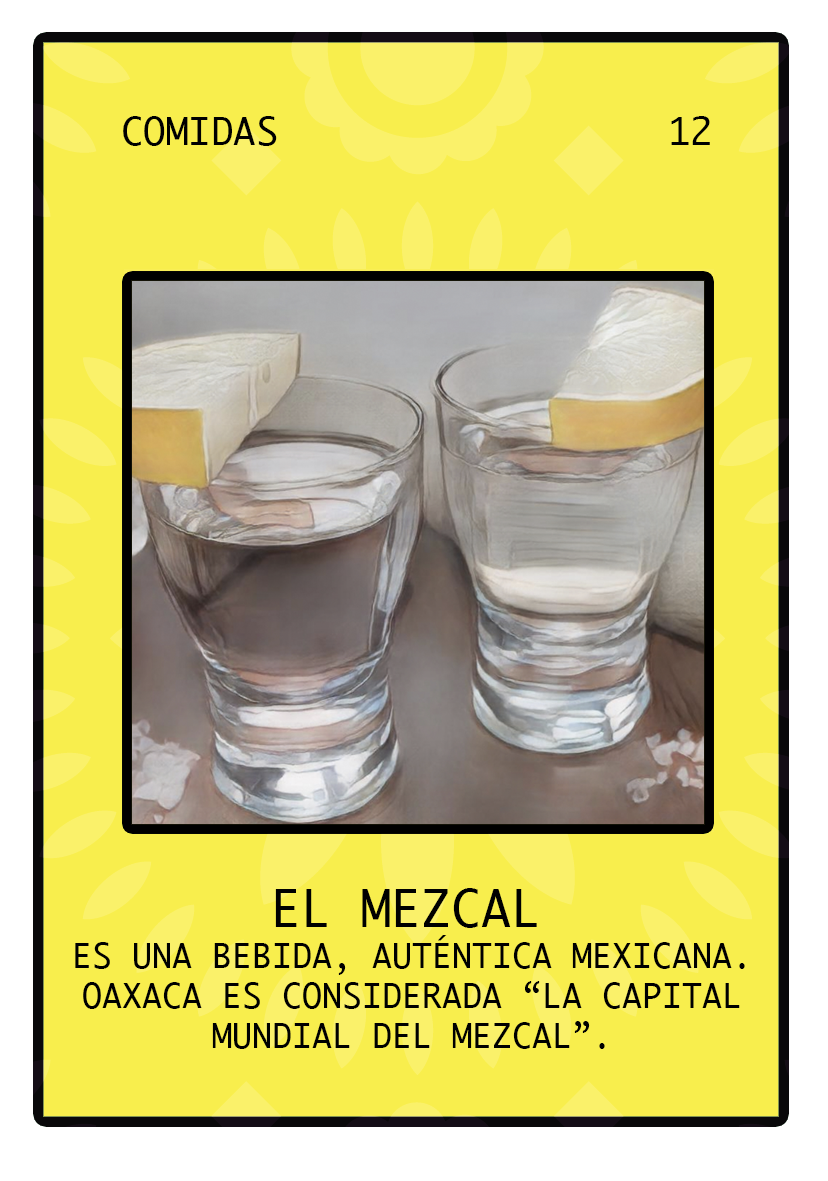 COMIDAS 12
EL MEZCAL
ES UNA BEBIDA, AUTÉNTICA MEXICANA.
OAXACA ES CONSIDERADA “LA CAPITAL
MUNDIAL DEL MEZCAL”.